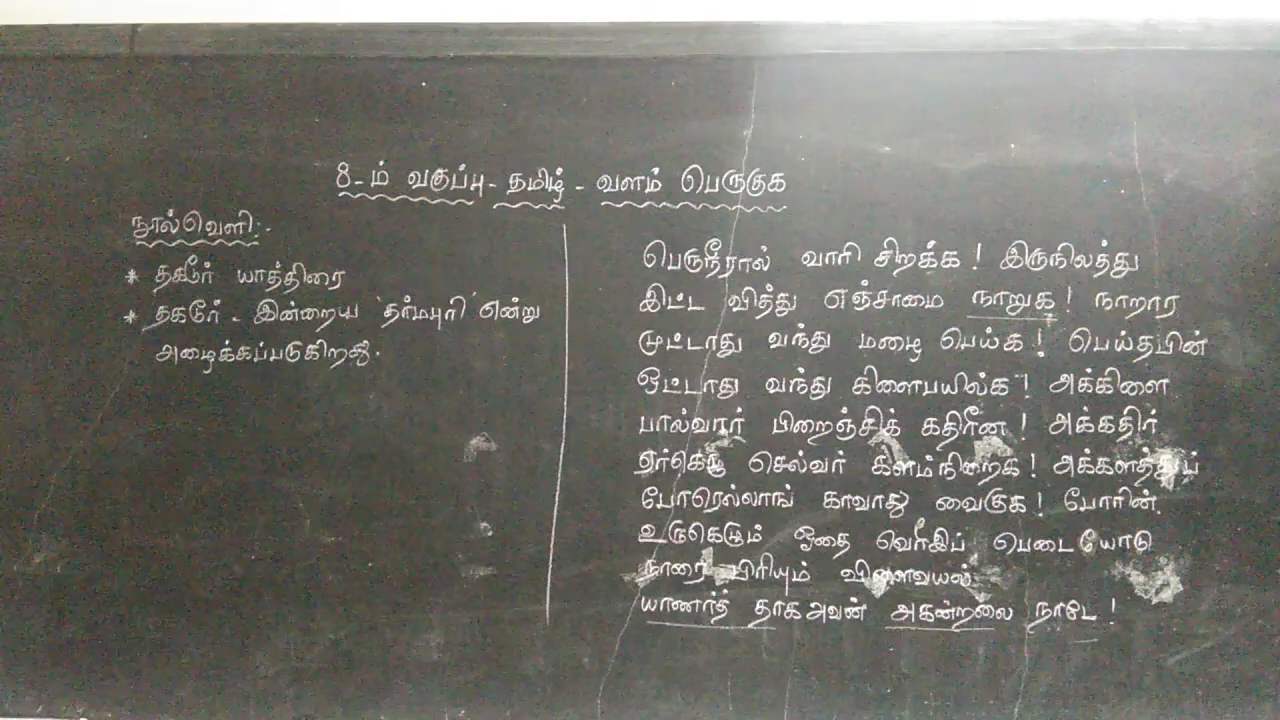 8-ம் வகுப்பு - தமிழ் - வளம் பெருகுக
நூல்வெளி:-
* தகடூர் யாத்திரை
* தகடூர் - இன்றைய 'தர்மபுரி' என்று
அழைக்கப்படுகிறது.
பெருநீரால் வாரி சிறக்க! இருநிலத்து
இட்ட வித்து எஞ்சாமை நாறுக! நாறார
முட்டாது வந்து மழை பெய்க! பெய்தபின்
ஒட்டாது வந்து கிளைபயில்க! அக்கிளை
பால்வார் பிறைஞ்சிக் கதிரீன! அக்கதிர்
ஏர்கெழு செல்வர் களம்நிறைக! அக்களத்துப்
போரெல்லாங் காவாது வைகுக! போரின்
உருகெடும் ஓதை வெரீஇப் பெடையோடு
நாரை பிரியும் விளைவயல்
யாணர்த் தாக அவன் அகன்றலை நாடே!